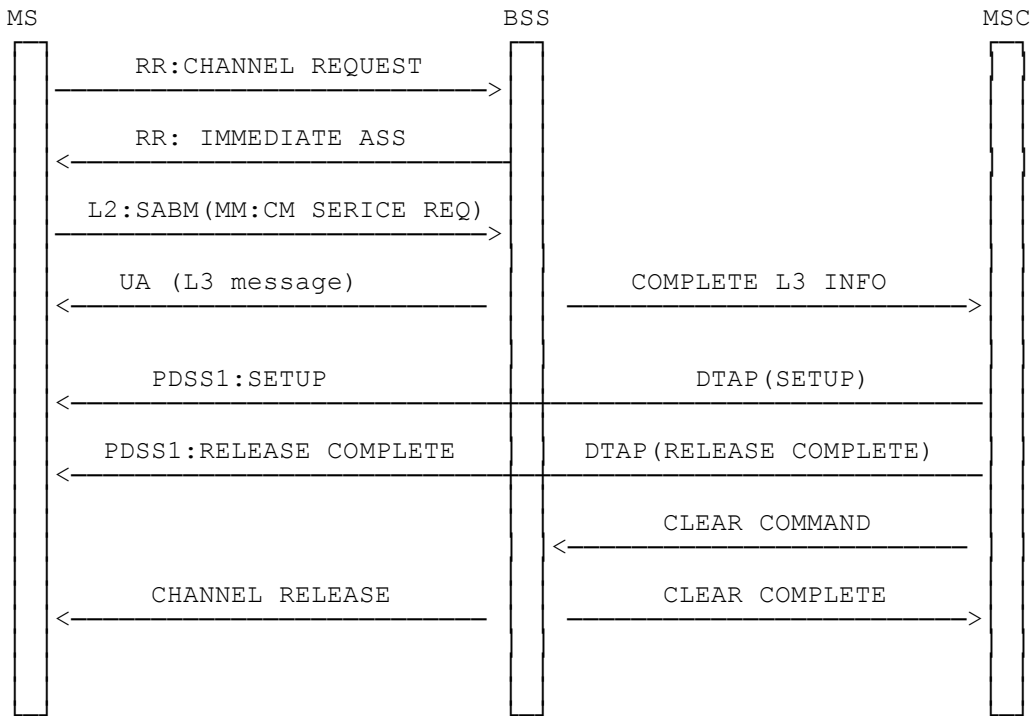 MS BSS MSC
RR:CHANNEL REQUEST
RR: IMMEDIATE ASS
L2:SABM(MM:CM SERICE REQ)
UA (L3 message) COMPLETE L3 INFO
PDSS1:SETUP DTAP(SETUP)
PDSS1:RELEASE COMPLETE DTAP(RELEASE COMPLETE)
CLEAR COMMAND
CHANNEL RELEASE CLEAR COMPLETE